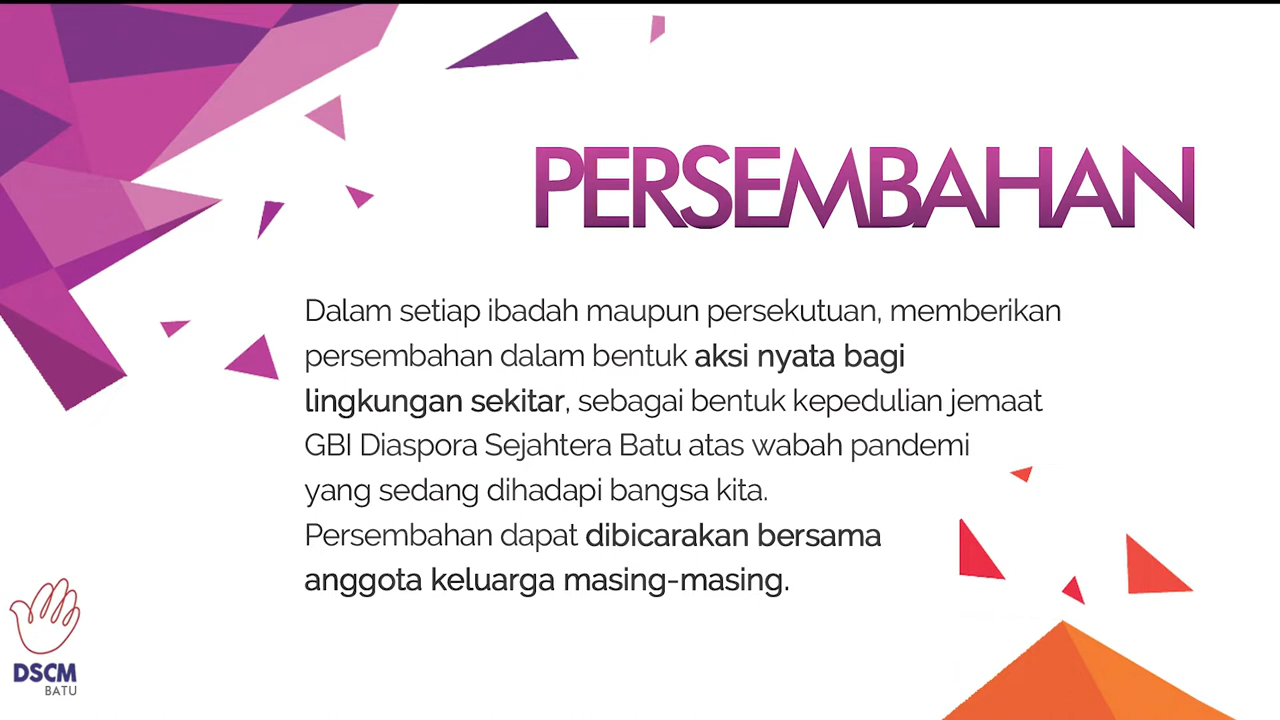 PERSEMBAHAN
Dalam setiap ibadah maupun persekutuan, memberikan
persembahan dalam bentuk aksi nyata bagi
lingkungan sekitar, sebagai bentuk kepedulian jemaat
GBI Diaspora Sejahtera Batu atas wabah pandemi
yang sedang dihadapi bangsa kita.
Persembahan dapat dibicarakan bersama
anggota keluarga masing-masing.
DSCM
BATU